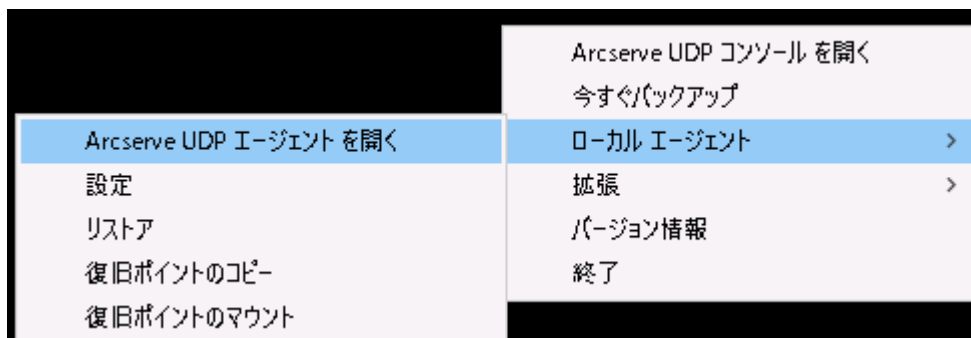 Arcserve UDP コンソール を開く
今すぐバックアップ
ローカル エージェント
拡張
バージョン情報
終了
Arcserve UDP エージェント を開く
設定
リストア
復旧ポイントのコピー
復旧ポイントのマウント